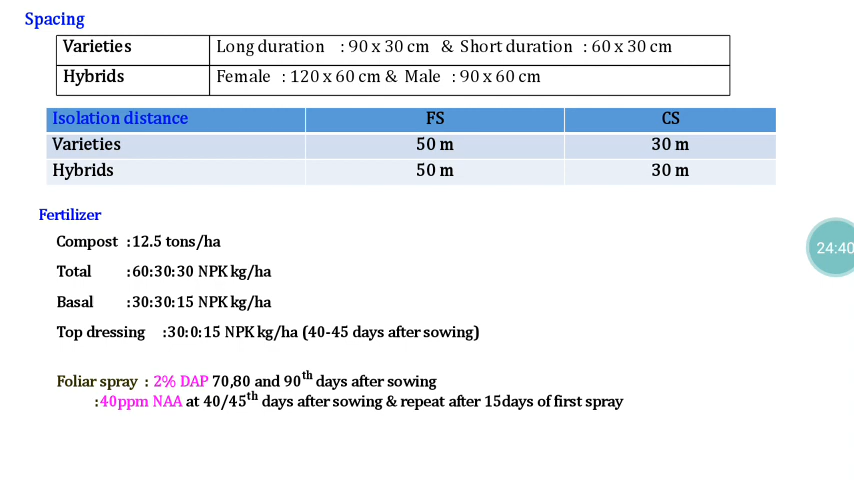 Spacing
Varieties Long duration : 90 x 30 cm & Short duration : 60 x 30 cm
Hybrids Female : 120 x 60 cm & Male : 90 x 60 cm
Isolation distance FS CS
Varieties 50 m 30 m
Hybrids 50 m 30 m
Fertilizer
Compost :12.5 tons/ha
Total :60:30:30 NPK kg/ha
Basal :30:30:15 NPK kg/ha
Top dressing :30:0:15 NPK kg/ha (40-45 days after sowing)
Foliar spray : 2% DAP 70,80 and 90th days after sowing
:40ppm NAA at 40/45th days after sowing & repeat after 15days of first spray
24:40